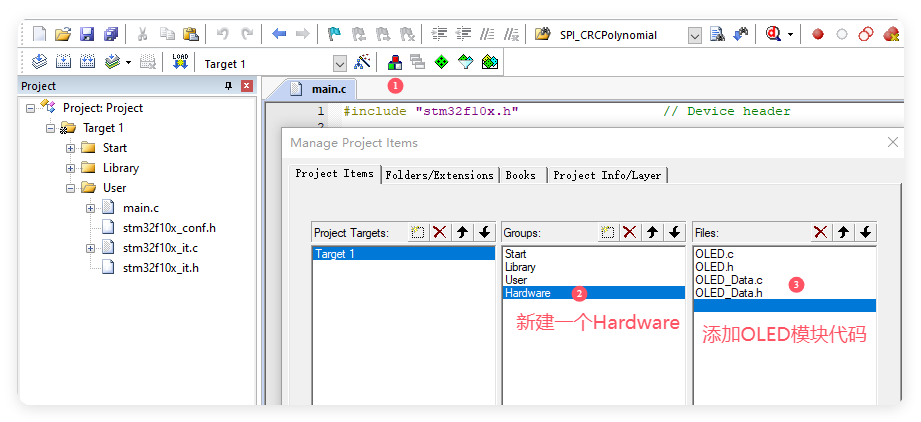 SPI_CRCPolynomial
LOAD
Target 1
Project
main.c
1
Project: Project
Target 1
Start
Library
User
main.c
stm32f10x_conf.h
stm32f10x_it.c
stm32f10x_it.h
1 #include "stm32f10x.h" // Device header
2
Manage Project Items
Project Items Folders/Extensions Books Project Info/Layer
Project Targets: Groups: Files:
Target 1
Start
Library
User
Hardware
2
新建一个Hardware
OLED.c
OLED.h
OLED_Data.c
OLED_Data.h
3
添加OLED模块代码